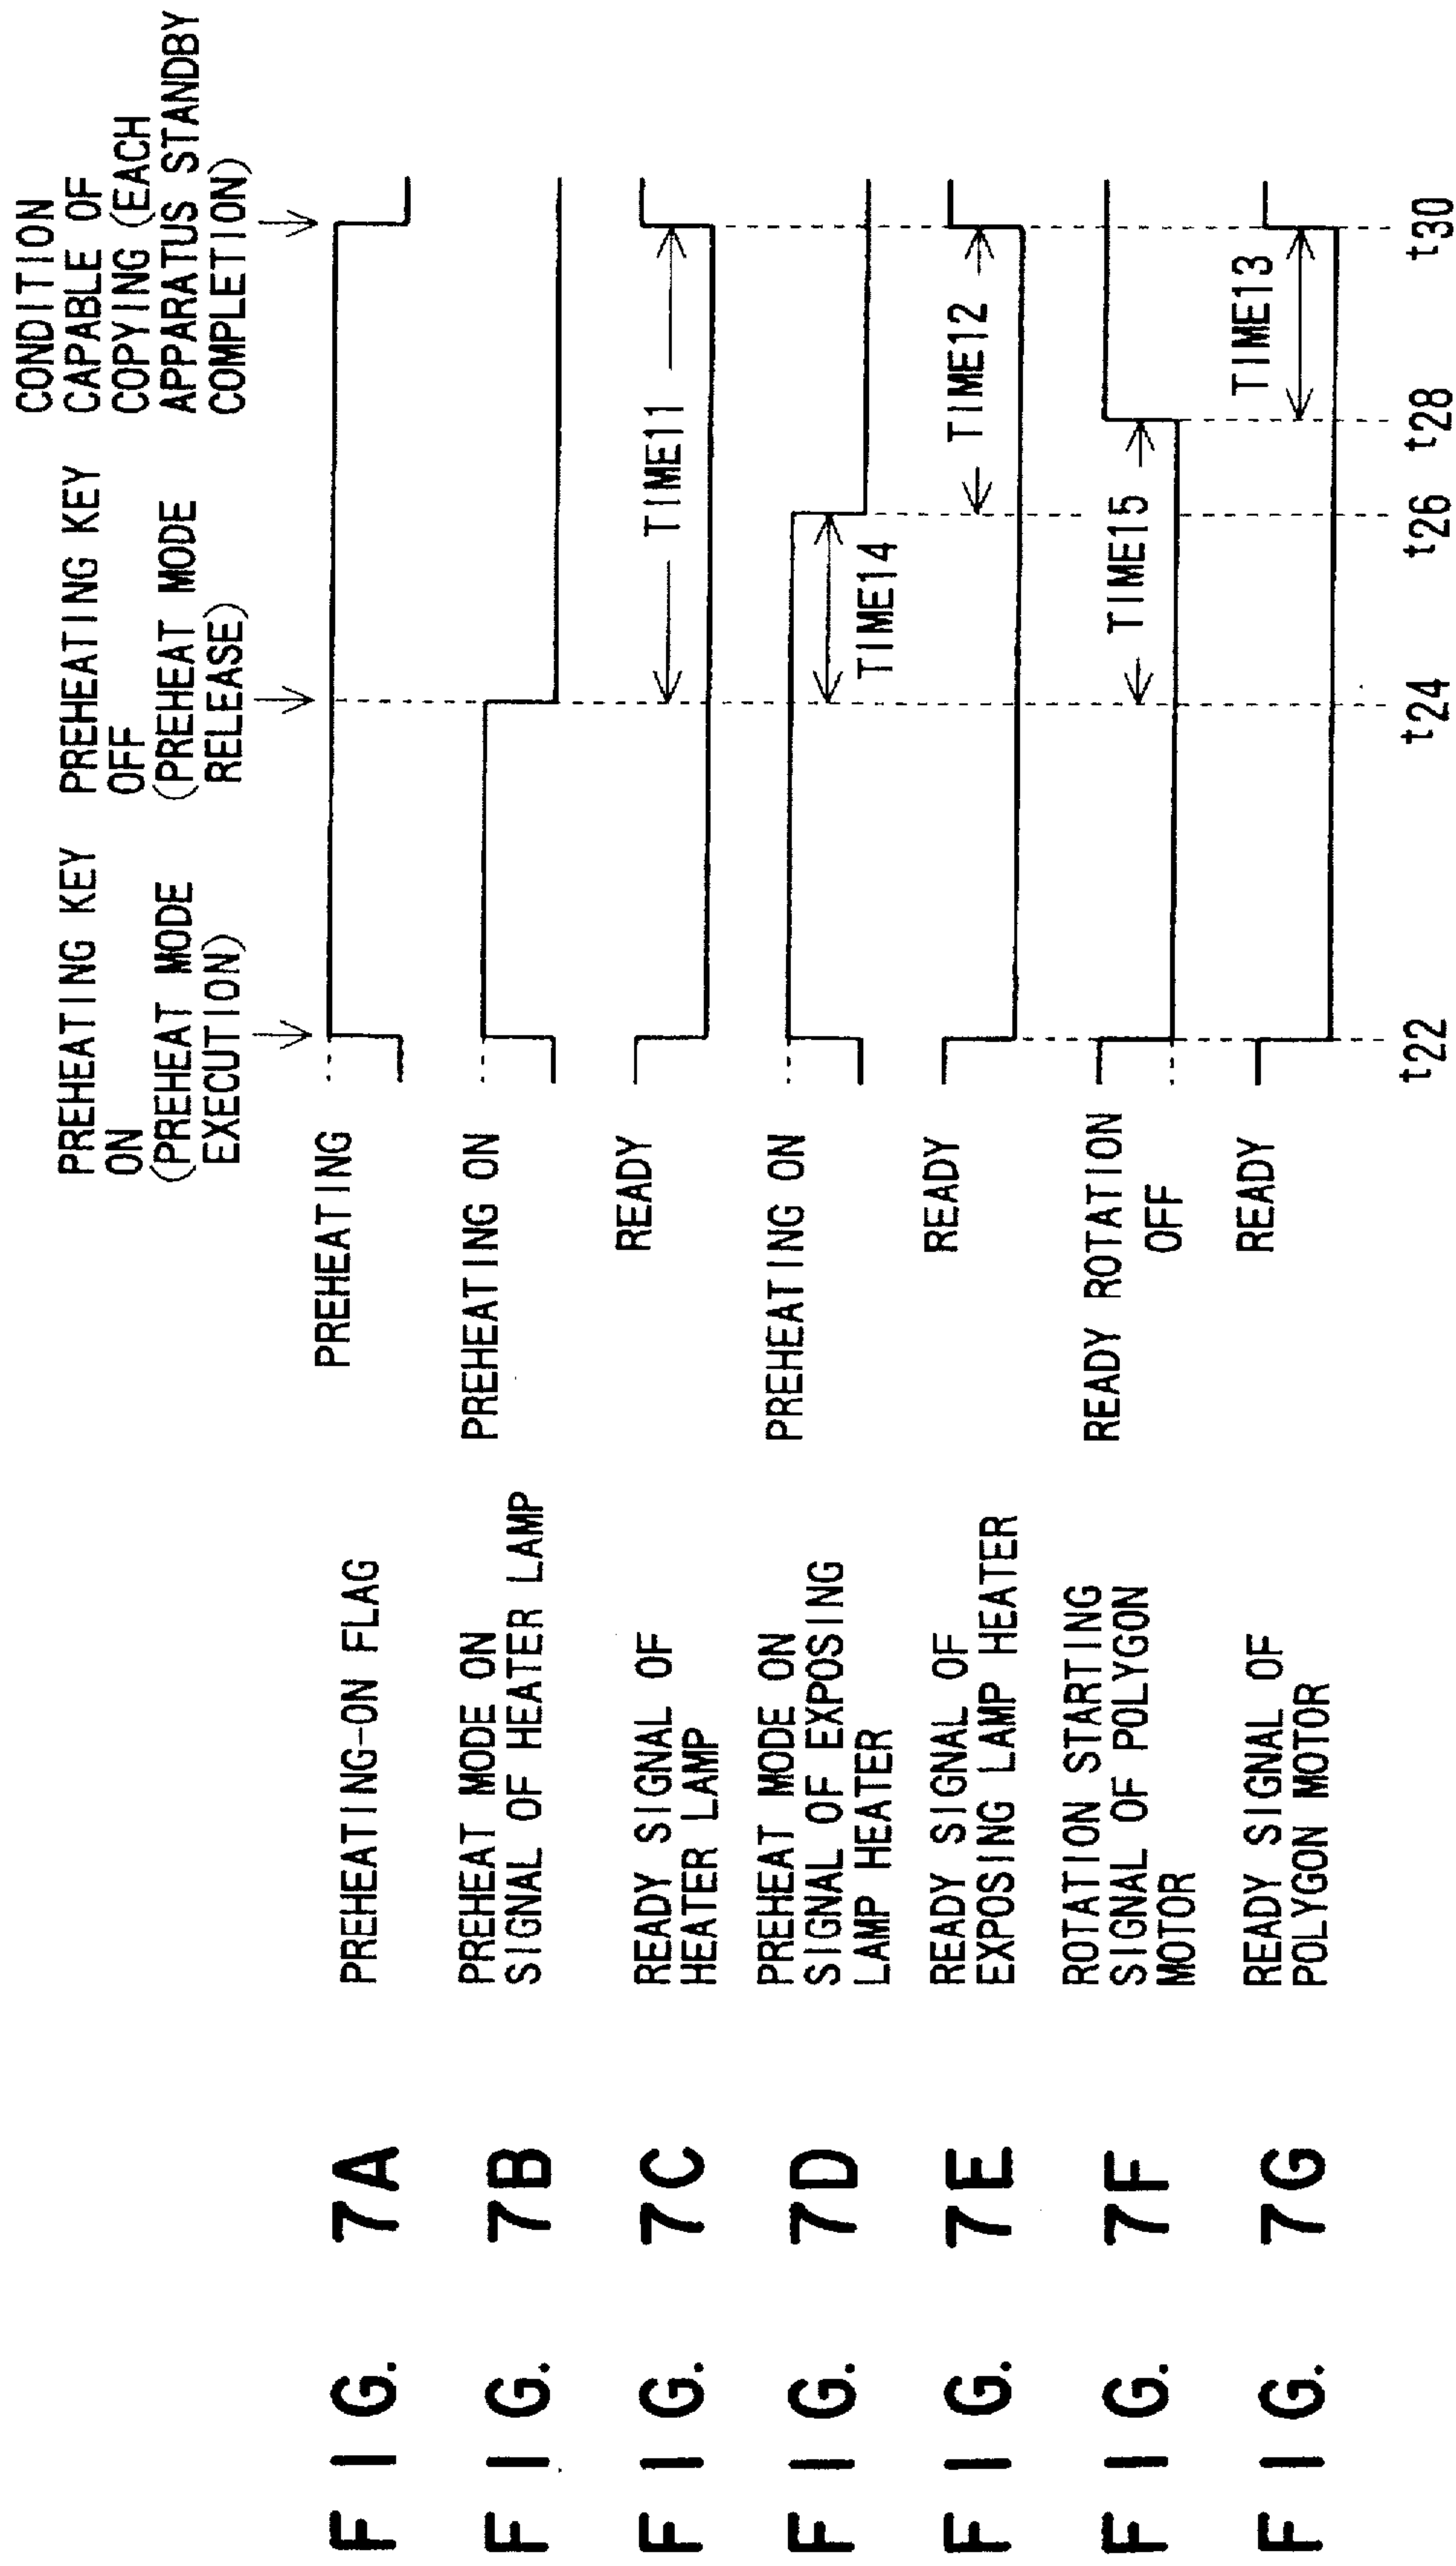 PREHEATING KEY
ON
(PREHEAT MODE
EXECUTION)
PREHEATING KEY
OFF
(PREHEAT MODE
RELEASE)
CONDITION
CAPABLE OF
COPYING (EACH
APPARATUS STANDBY
COMPLETION)
FIG. 7A
PREHEATING-ON FLAG
PREHEATING
FIG. 7B
PREHEAT MODE ON
SIGNAL OF HEATER LAMP
PREHEATING ON
FIG. 7C
READY SIGNAL OF
HEATER LAMP
READY
TIME11
FIG. 7D
PREHEAT MODE ON
SIGNAL OF EXPOSING
LAMP HEATER
PREHEATING ON
TIME14
FIG. 7E
READY SIGNAL OF
EXPOSING LAMP HEATER
READY
TIME12
FIG. 7F
ROTATION STARTING
SIGNAL OF POLYGON
MOTOR
READY ROTATION
OFF
TIME15
FIG. 7G
READY SIGNAL OF
POLYGON MOTOR
READY
TIME13
t22
t24
t26
t28
t30